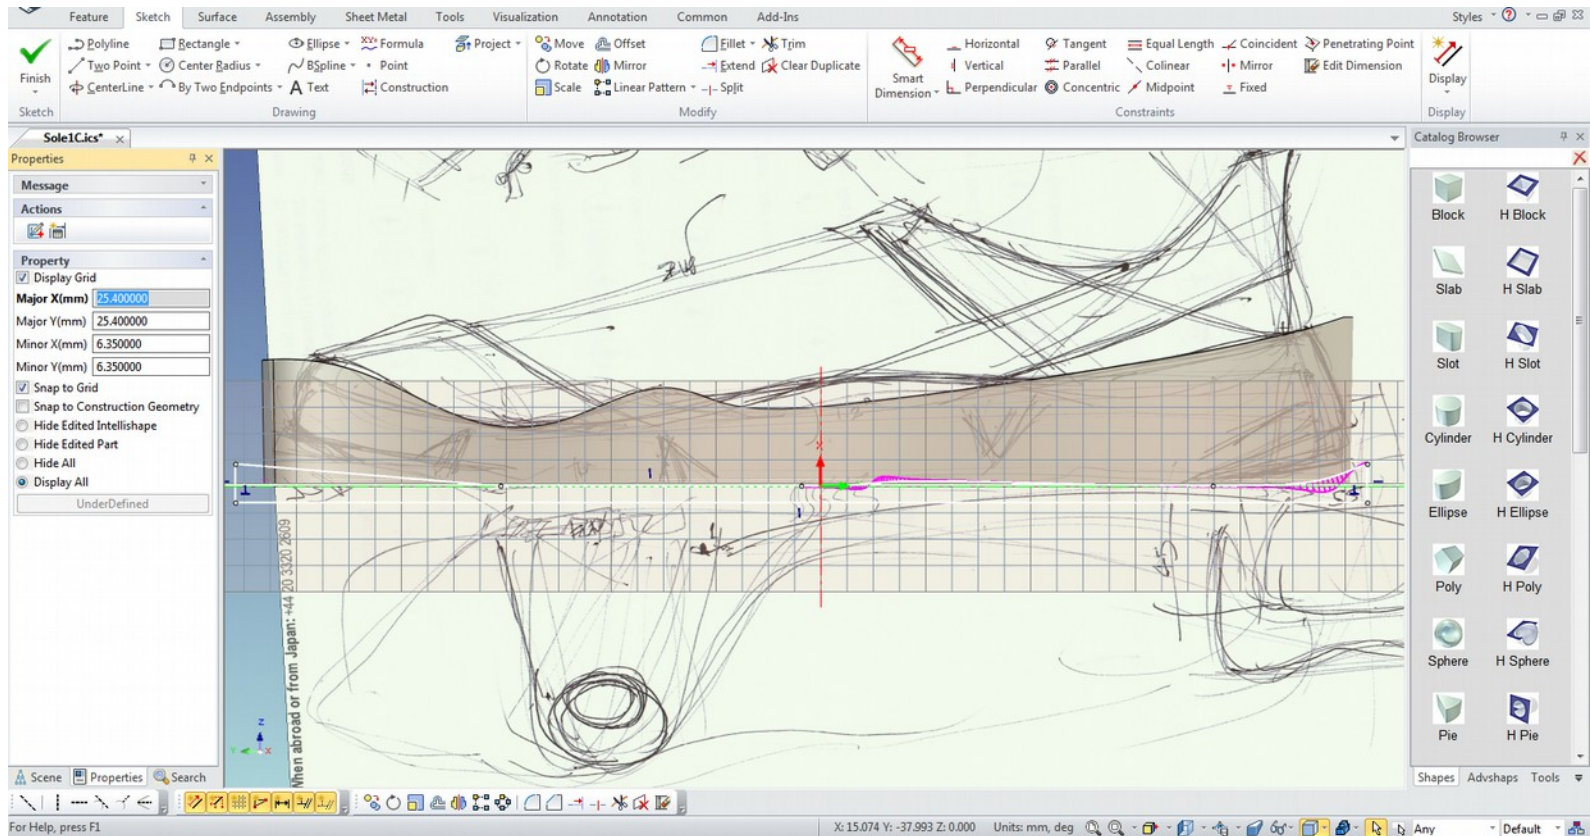 Feature Sketch Surface Assembly Sheet Metal Tools Visualization Annotation Common Add-Ins Styles
Polyline Rectangle Ellipse XYZ= Formula Project Move Offset Fillet Trim Horizontal Tangent Equal Length Coincident Penetrating Point
Two Point Center Radius BSpline Point Rotate Mirror Extend Clear Duplicate Vertical Parallel Colinear Mirror Edit Dimension
CenterLine By Two Endpoints A Text Construction Scale Linear Pattern Split Perpendicular Concentric Midpoint Fixed
Finish
Smart Dimension
Display
Sketch Drawing Modify Constraints Display
Sole1C.ics*
Properties
Message
Actions
Property
Display Grid
Major X(mm) 25.400000
Major Y(mm) 25.400000
Minor X(mm) 6.350000
Minor Y(mm) 6.350000
Snap to Grid
Snap to Construction Geometry
Hide Edited Intellishape
Hide Edited Part
Hide All
Display All
UnderDefined
When abroad or from Japan: +44 20 3320 2609
Z
Y X
Catalog Browser
Block H Block
Slab H Slab
Slot H Slot
Cylinder H Cylinder
Ellipse H Ellipse
Poly H Poly
Sphere H Sphere
Pie H Pie
Scene Properties Search
Shapes Advshaps Tools
For Help, press F1 X: 15.074 Y: -37.993 Z: 0.000 Units: mm, deg Any Default